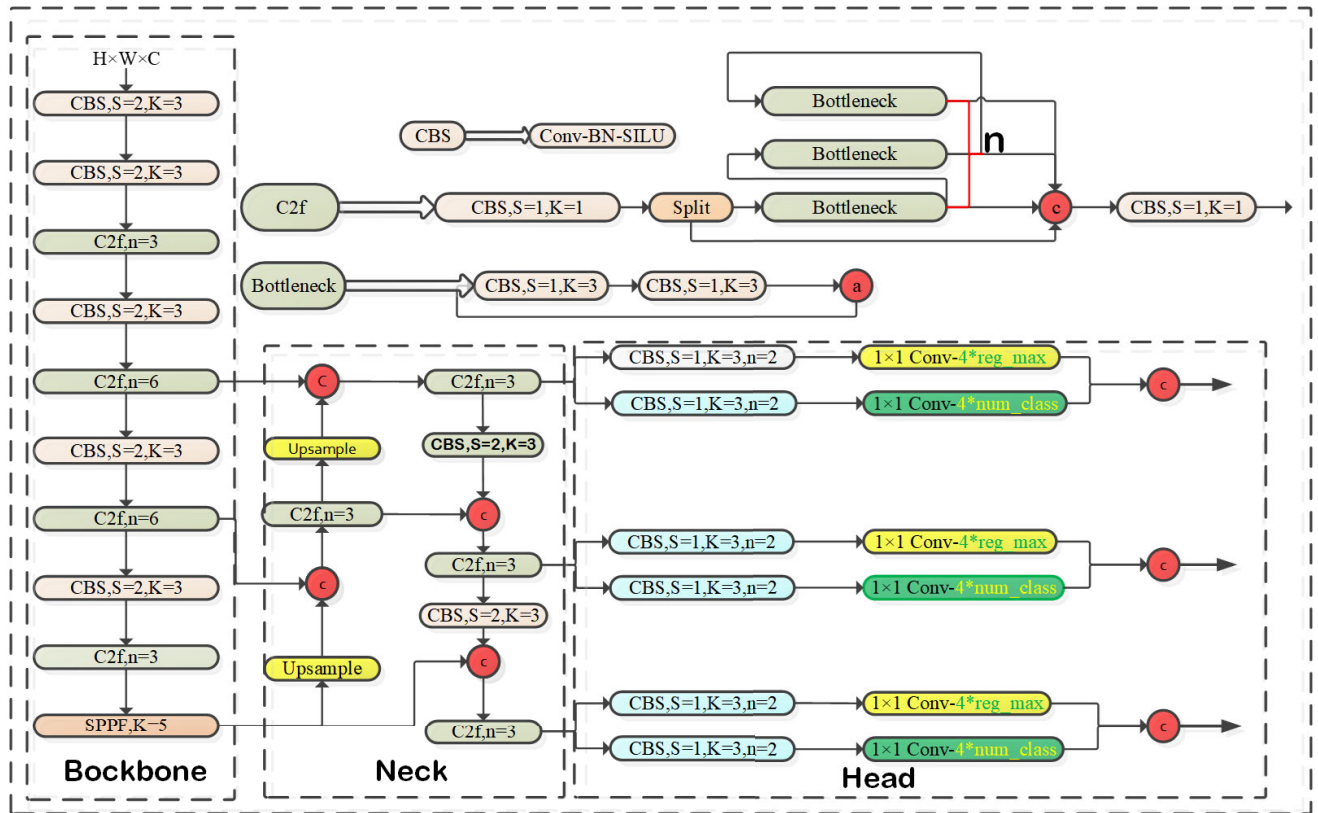 H×W×C
CBS,S=2,K=3
CBS,S=2,K=3
C2f,n=3
CBS,S=2,K=3
C2f,n=6
CBS,S=2,K=3
C2f,n=6
CBS,S=2,K=3
C2f,n=3
SPPF,K=5
Bockbone
CBS
Conv-BN-SILU
C2f
CBS,S=1,K=1
Split
Bottleneck
Bottleneck
Bottleneck
n
c
CBS,S=1,K=1
Bottleneck
CBS,S=1,K=3
CBS,S=1,K=3
a
C
Upsample
C2f,n=3
c
Upsample
C2f,n=3
CBS,S=2,K=3
c
C2f,n=3
CBS,S=2,K=3
c
C2f,n=3
Neck
CBS,S=1,K=3,n=2
1×1 Conv-4*reg_max
CBS,S=1,K=3,n=2
1×1 Conv-4*num_class
c
CBS,S=1,K=3,n=2
1×1 Conv-4*reg_max
CBS,S=1,K=3,n=2
1×1 Conv-4*num_class
c
CBS,S=1,K=3,n=2
1×1 Conv-4*reg_max
CBS,S=1,K=3,n=2
1×1 Conv-4*num_class
c
Head